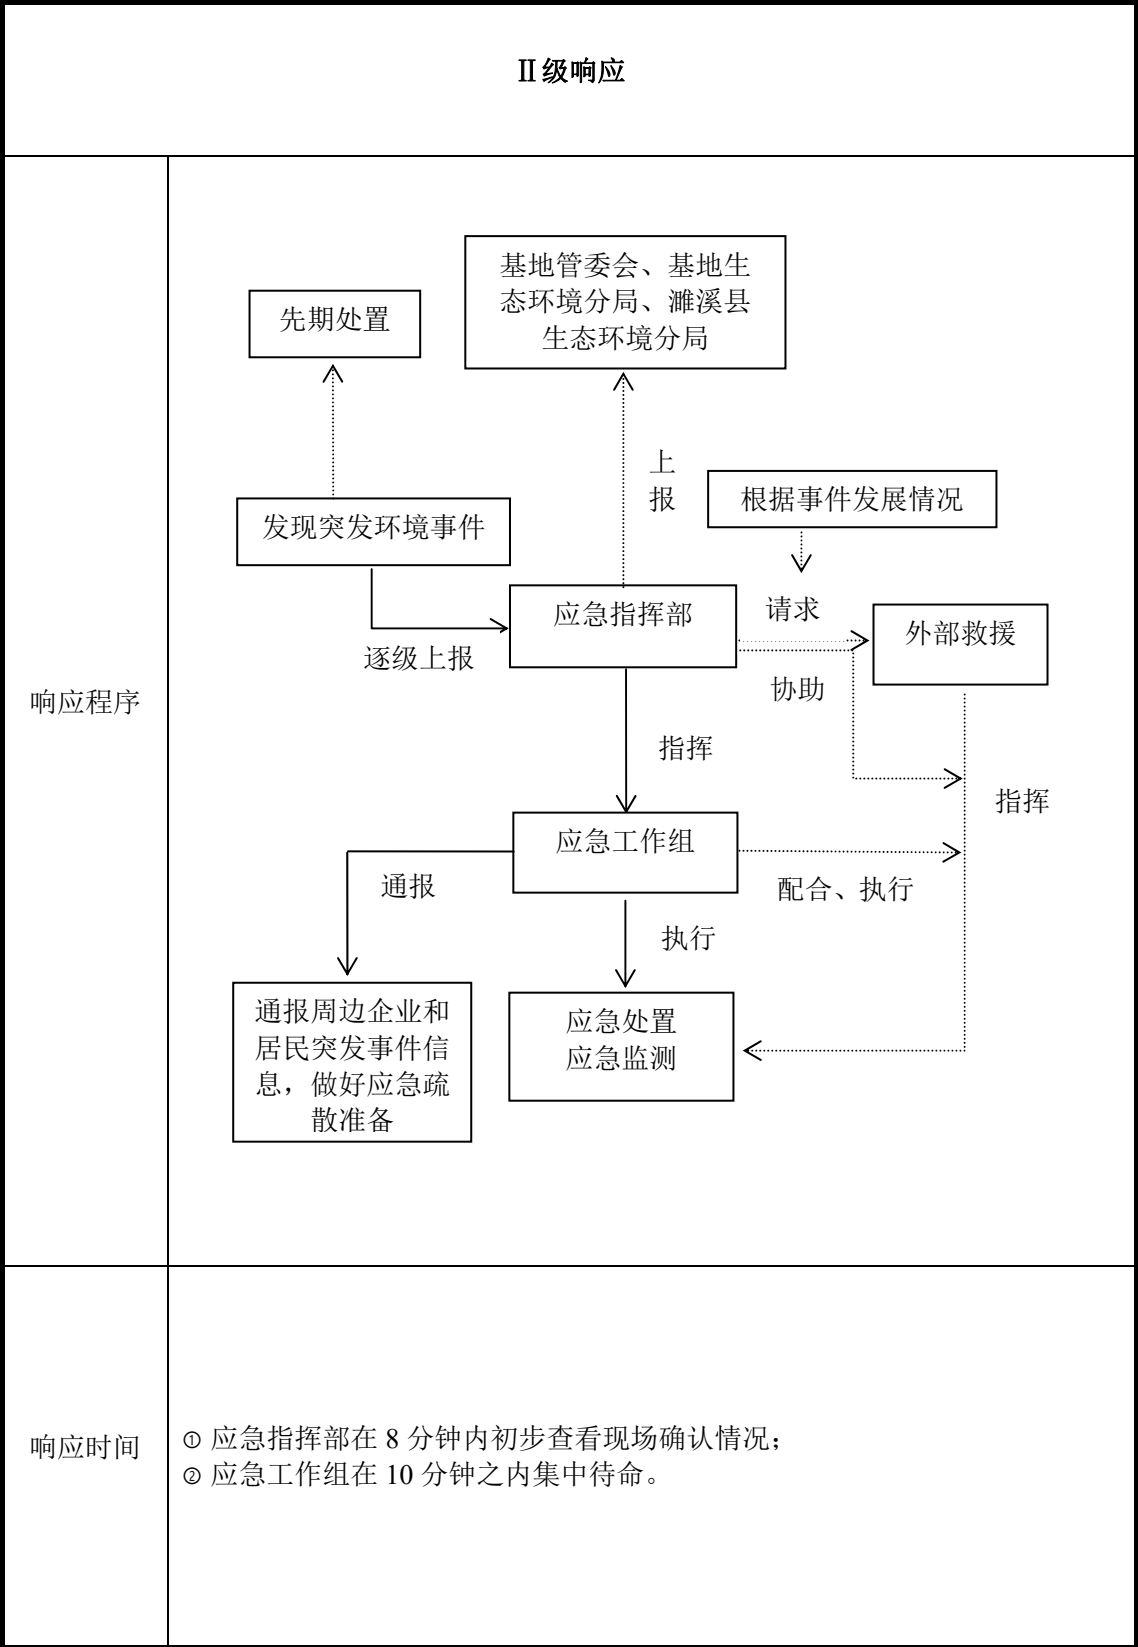 Ⅱ级响应
响应程序
基地管委会、基地生
态环境分局、濉溪县
生态环境分局
先期处置
上
报
根据事件发展情况
发现突发环境事件
应急指挥部
请求
外部救援
逐级上报
协助
指挥
指挥
应急工作组
通报
配合、执行
执行
通报周边企业和
居民突发事件信
息，做好应急疏
散准备
应急处置
应急监测
响应时间
① 应急指挥部在 8 分钟内初步查看现场确认情况；
② 应急工作组在 10 分钟之内集中待命。